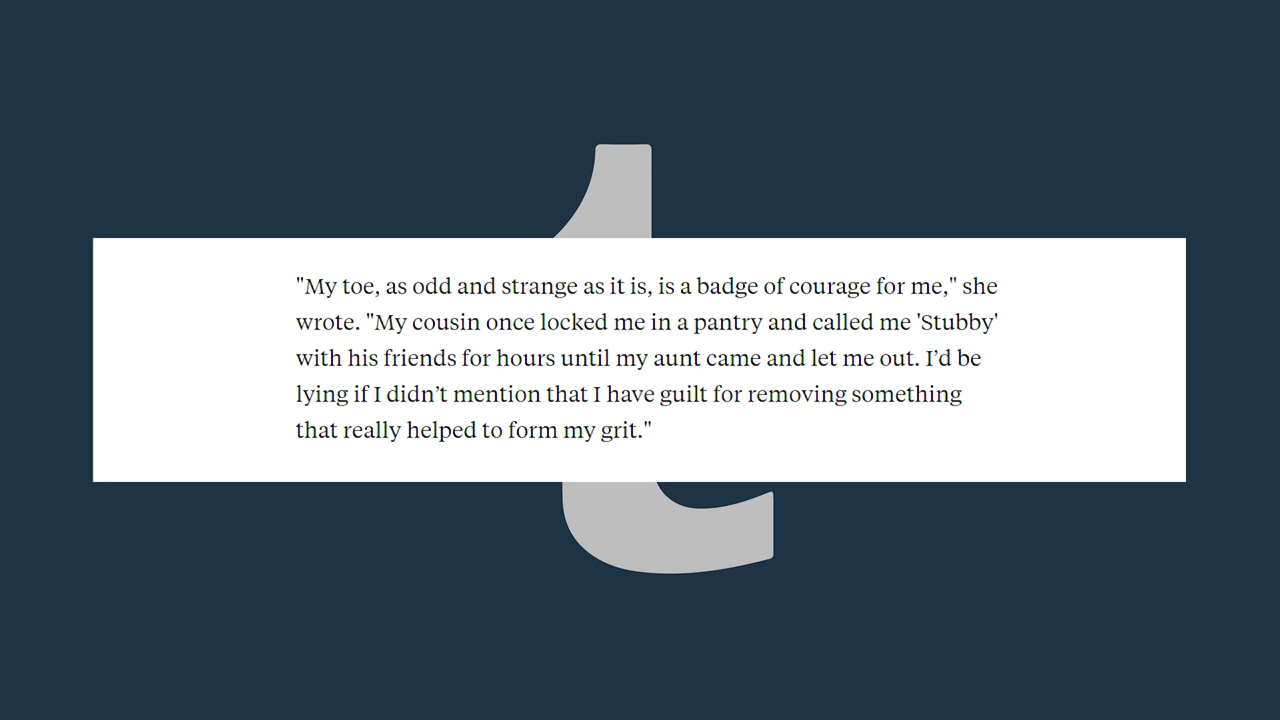 "My toe, as odd and strange as it is, is a badge of courage for me," she
wrote. "My cousin once locked me in a pantry and called me 'Stubby'
with his friends for hours until my aunt came and let me out. I’d be
lying if I didn’t mention that I have guilt for removing something
that really helped to form my grit."